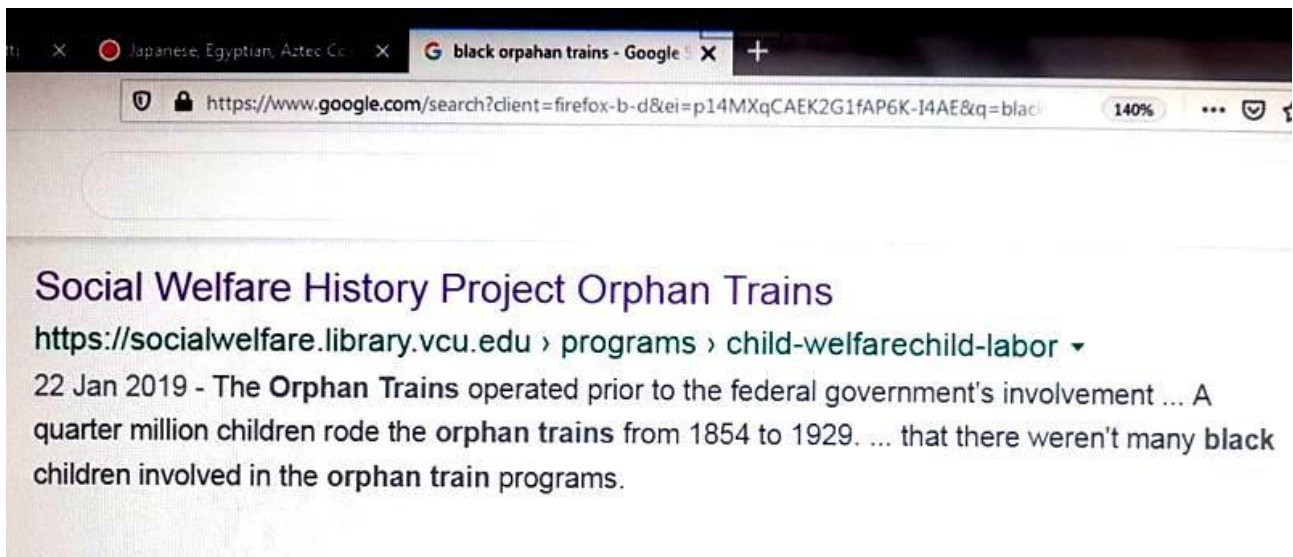 Japanese, Egyptian, Aztec Co
black orpahan trains - Google S
https://www.google.com/search?client=firefox-b-d&ei=p14MXqCAEK2G1fAP6K-I4AE&q=blac
140%
Social Welfare History Project Orphan Trains
https://socialwelfare.library.vcu.edu › programs › child-welfarechild-labor
22 Jan 2019 - The Orphan Trains operated prior to the federal government's involvement ... A
quarter million children rode the orphan trains from 1854 to 1929. ... that there weren't many black
children involved in the orphan train programs.